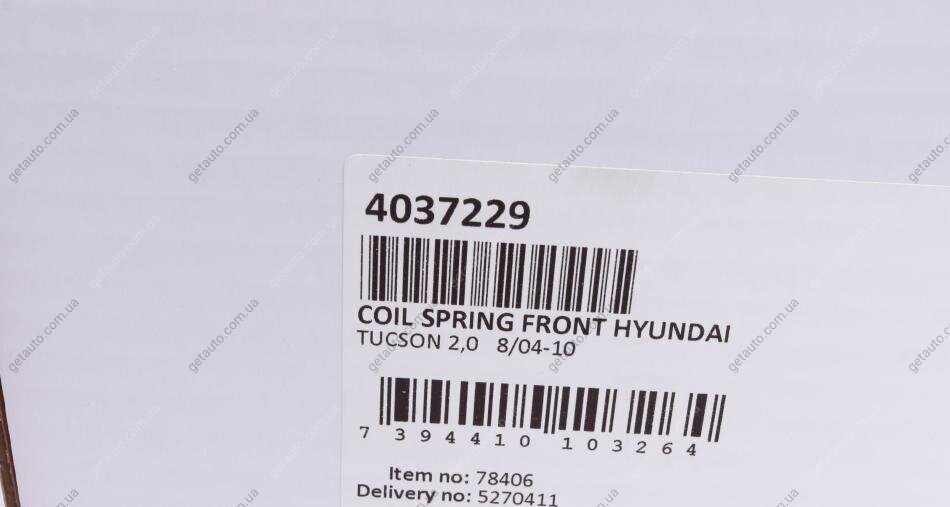 4037229
COIL SPRING FRONT HYUNDAI
TUCSON 2,0 8/04-10
7 394410 103264
Item no: 78406
Delivery no: 5270411
getauto.com.ua